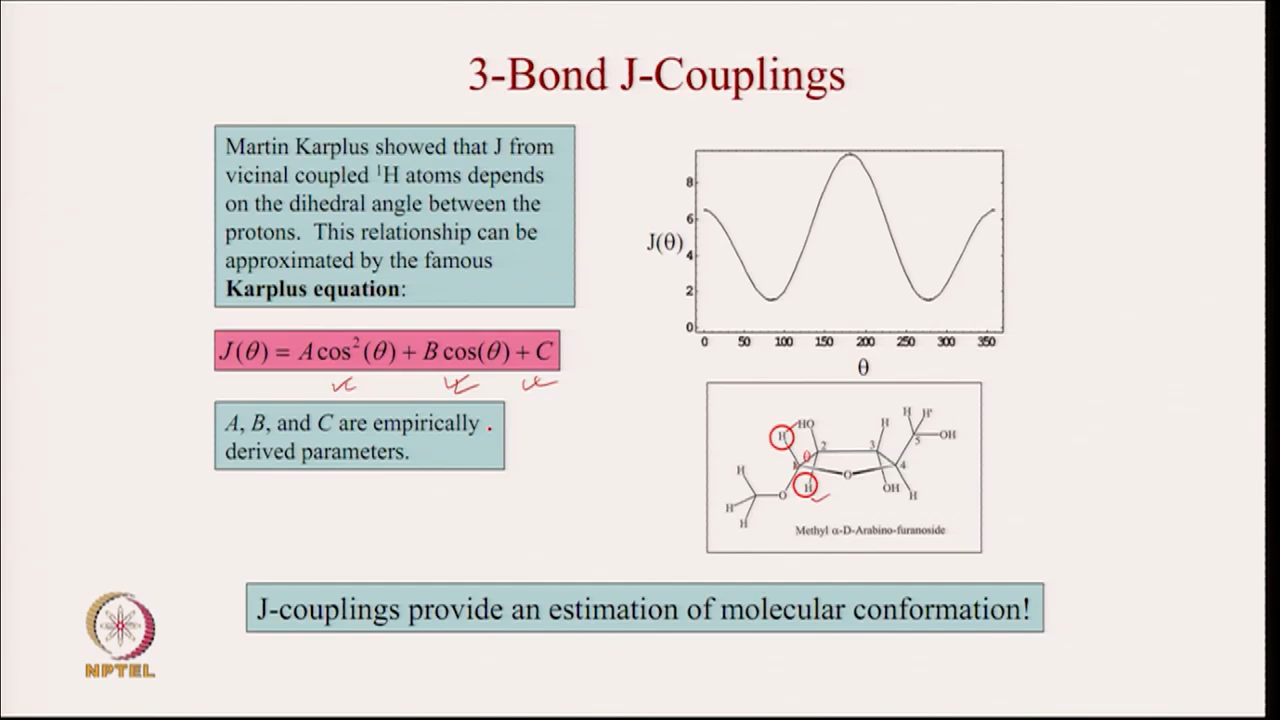 3-Bond J-Couplings
Martin Karplus showed that J from
vicinal coupled ¹H atoms depends
on the dihedral angle between the
protons. This relationship can be
approximated by the famous
Karplus equation:
J(θ) = A cos²(θ) + B cos(θ) + C
A, B, and C are empirically
derived parameters.
8
6
J(θ)
4
2
0
0 50 100 150 200 250 300 350
θ
H HO H H H'
2 3 5 OH
θ
1 O 4
H H OH H
H O
H
Methyl α-D-Arabino-furanoside
J-couplings provide an estimation of molecular conformation!
NPTEL